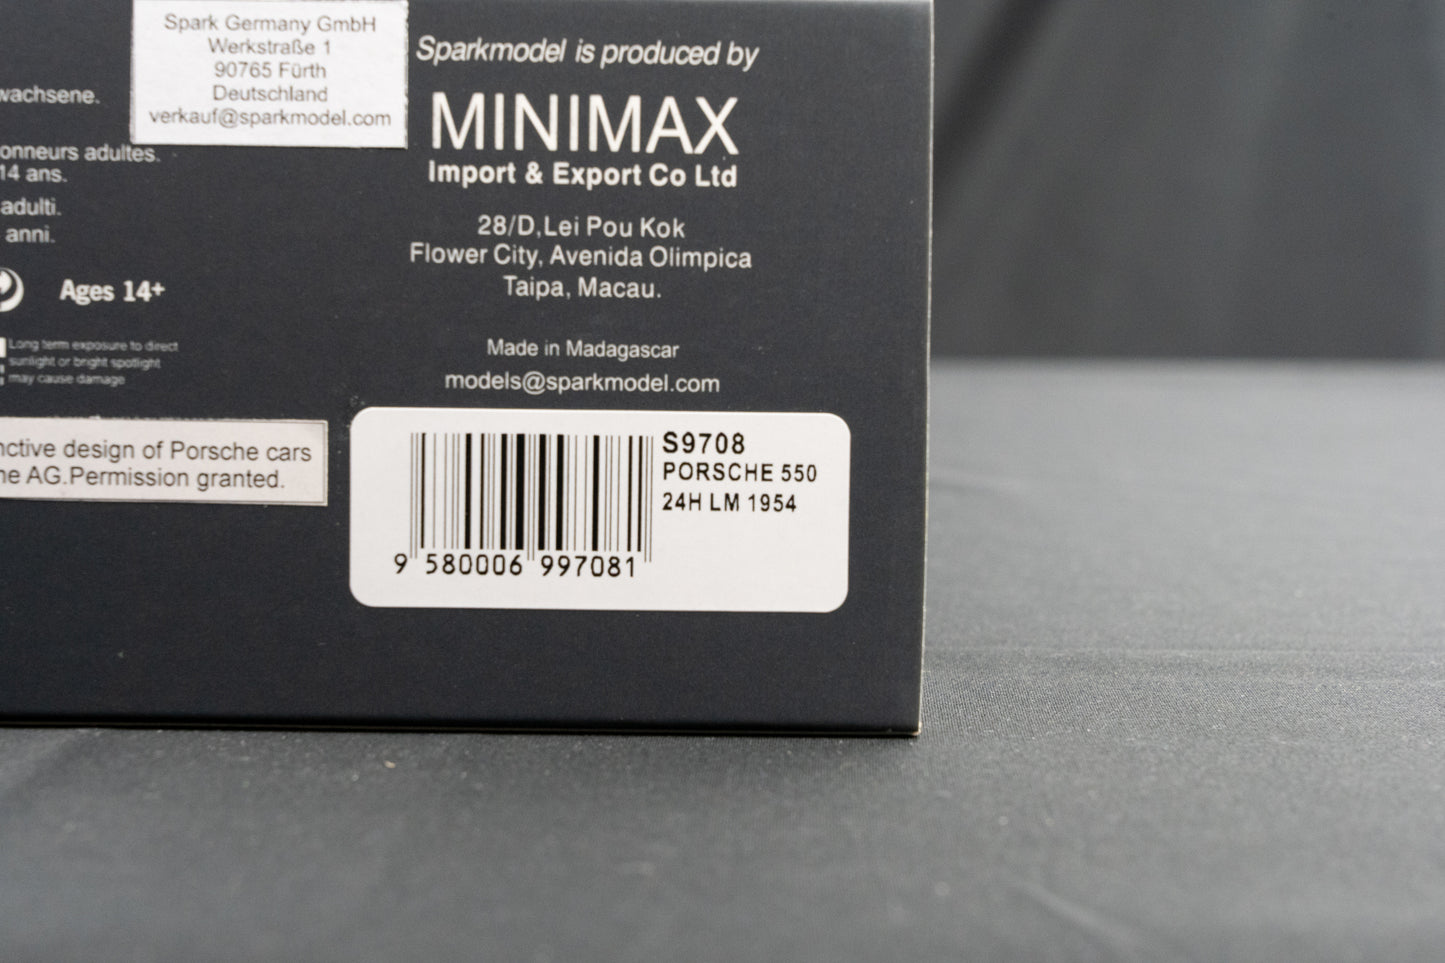 Spark Germany GmbH
Werkstraße 1
90765 Fürth
Deutschland
verkauf@sparkmodel.com
wachsene.
onneurs adultes.
14 ans.
adulti.
anni.
Ages 14+
Long term exposure to direct
sunlight or bright spotlight
may cause damage
nctive design of Porsche cars
ne AG.Permission granted.
Sparkmodel is produced by
MINIMAX
Import & Export Co Ltd
28/D,Lei Pou Kok
Flower City, Avenida Olimpica
Taipa, Macau.
Made in Madagascar
models@sparkmodel.com
S9708
PORSCHE 550
24H LM 1954
9 580006 997081